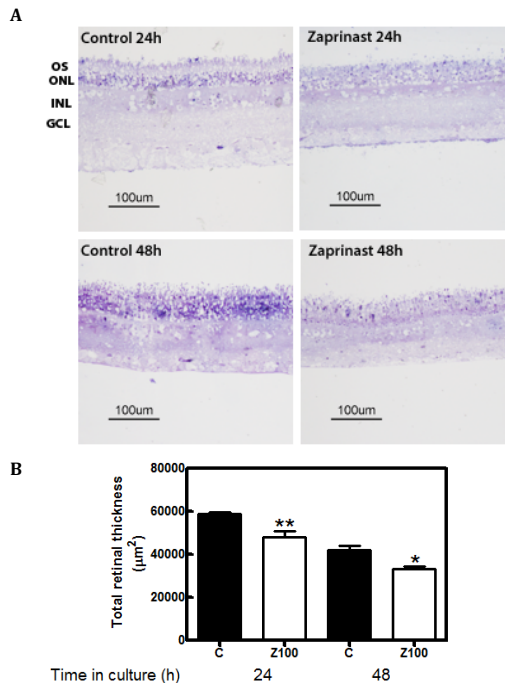 A
Control 24h
Zaprinast 24h
OS
ONL
INL
GCL
100um
100um
Control 48h
Zaprinast 48h
100um
100um
B
Total retinal thickness
(µm²)
80000
60000
40000
20000
0
**
*
C Z100 C Z100
Time in culture (h) 24 48